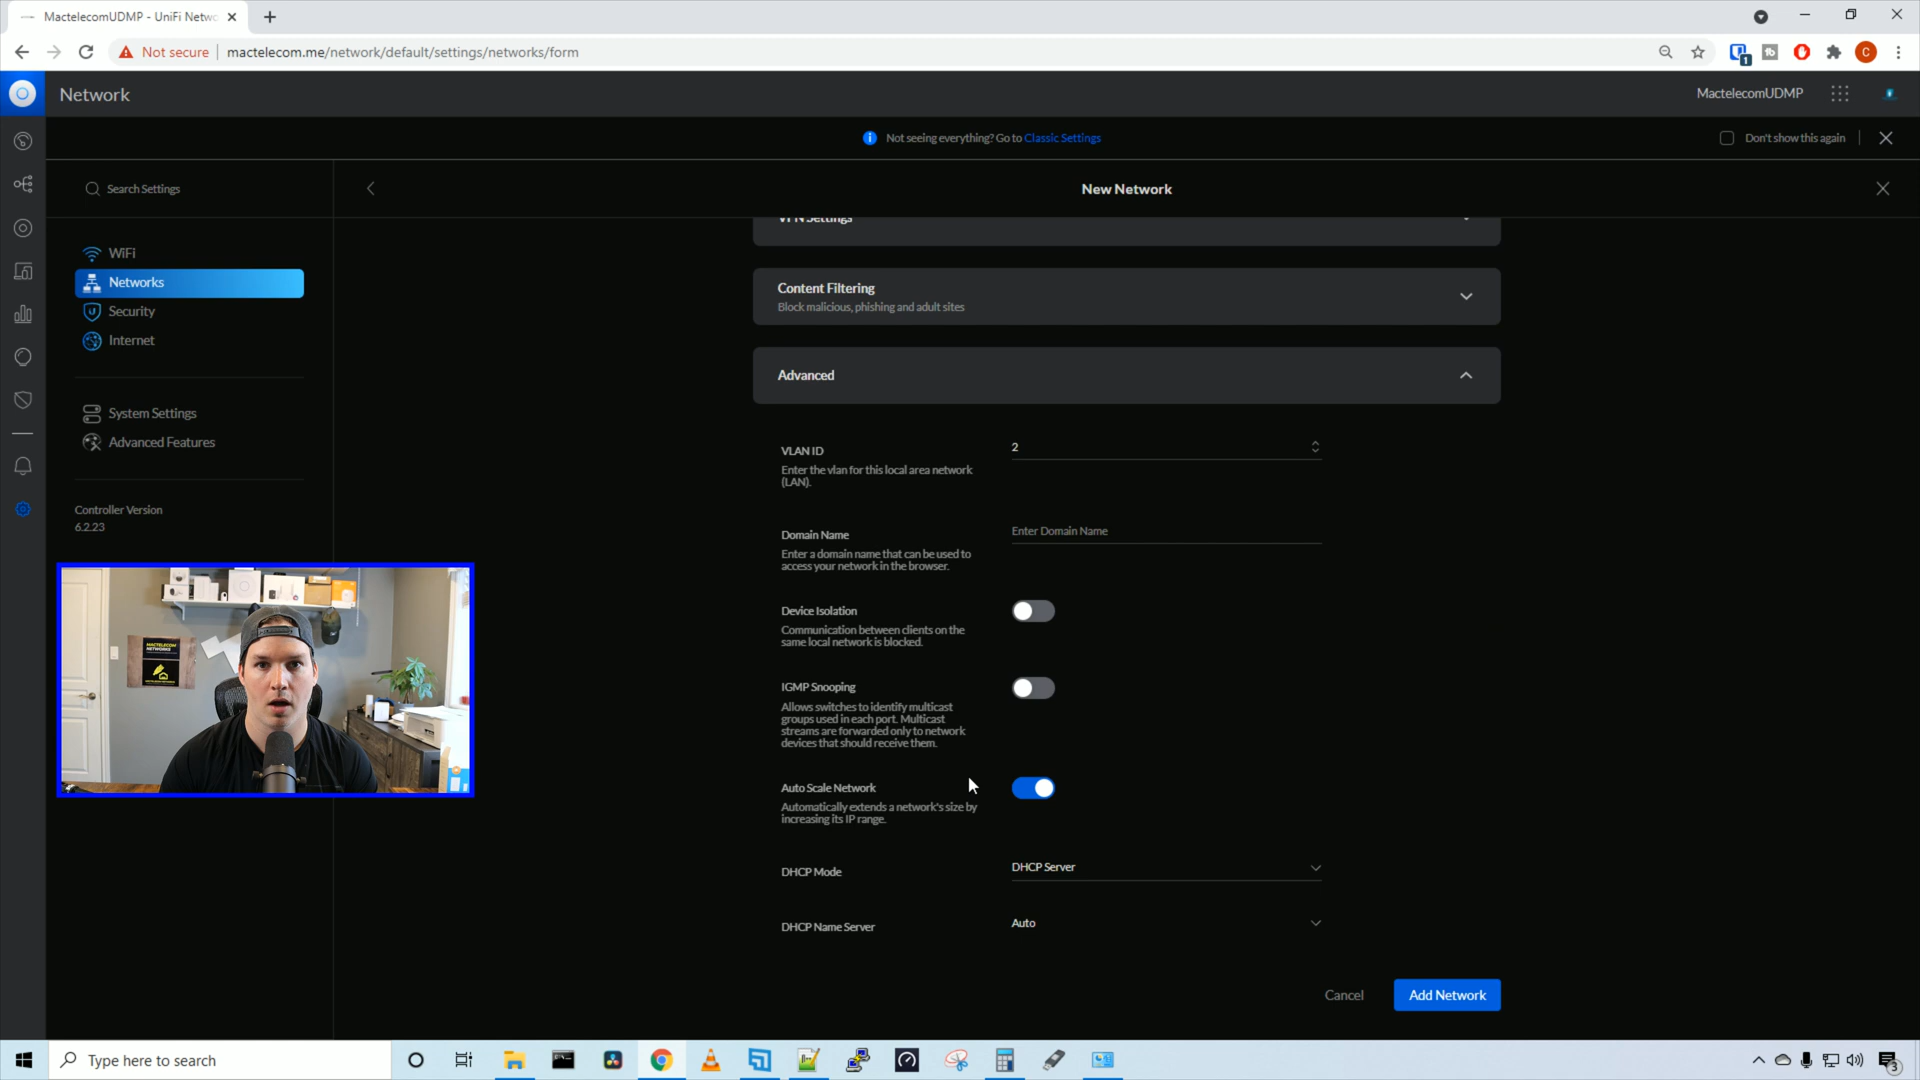 MactelecomUDMP - UniFi Netwo
Not secure
mactelecom.me/network/default/settings/networks/form
Network
MactelecomUDMP
Not seeing everything? Go to Classic Settings
Don't show this again
Search Settings
New Network
WiFi
Networks
Security
Internet
System Settings
Advanced Features
Controller Version
6.2.23
VPN Settings
Content Filtering
Block malicious, phishing and adult sites
Advanced
VLAN ID
2
Enter the vlan for this local area network
(LAN).
Domain Name
Enter Domain Name
Enter a domain name that can be used to
access your network in the browser.
Device Isolation
Communication between clients on the
same local network is blocked.
IGMP Snooping
Allows switches to identify multicast
groups used in each port. Multicast
streams are forwarded only to network
devices that should receive them.
Auto Scale Network
Automatically extends a network's size by
increasing its IP range.
DHCP Mode
DHCP Server
DHCP Name Server
Auto
Cancel
Add Network
MACTELECOM
NETWORKS
Type here to search
C
1
3